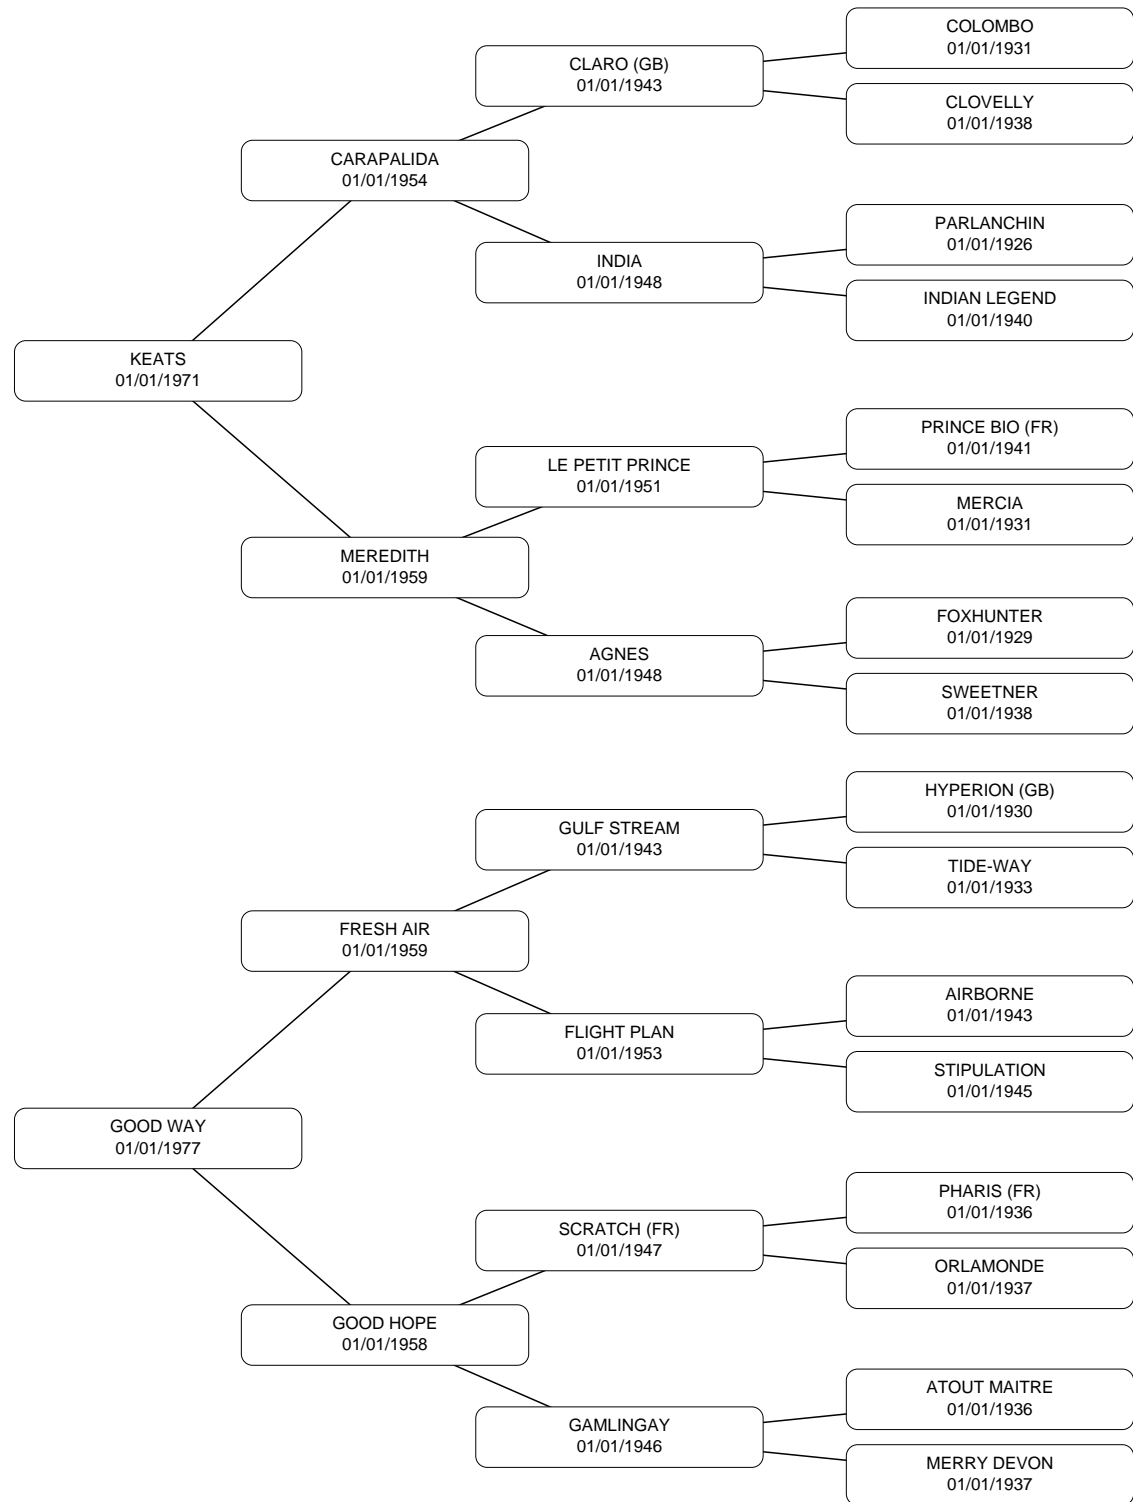 COLOMBO
01/01/1931
CLARO (GB)
01/01/1943
CLOVELLY
01/01/1938
CARAPALIDA
01/01/1954
PARLANCHIN
01/01/1926
INDIA
01/01/1948
INDIAN LEGEND
01/01/1940
KEATS
01/01/1971
PRINCE BIO (FR)
01/01/1941
LE PETIT PRINCE
01/01/1951
MERCIA
01/01/1931
MEREDITH
01/01/1959
FOXHUNTER
01/01/1929
AGNES
01/01/1948
SWEETNER
01/01/1938
HYPERION (GB)
01/01/1930
GULF STREAM
01/01/1943
TIDE-WAY
01/01/1933
FRESH AIR
01/01/1959
AIRBORNE
01/01/1943
FLIGHT PLAN
01/01/1953
STIPULATION
01/01/1945
GOOD WAY
01/01/1977
PHARIS (FR)
01/01/1936
SCRATCH (FR)
01/01/1947
ORLAMONDE
01/01/1937
GOOD HOPE
01/01/1958
ATOUT MAITRE
01/01/1936
GAMLINGAY
01/01/1946
MERRY DEVON
01/01/1937